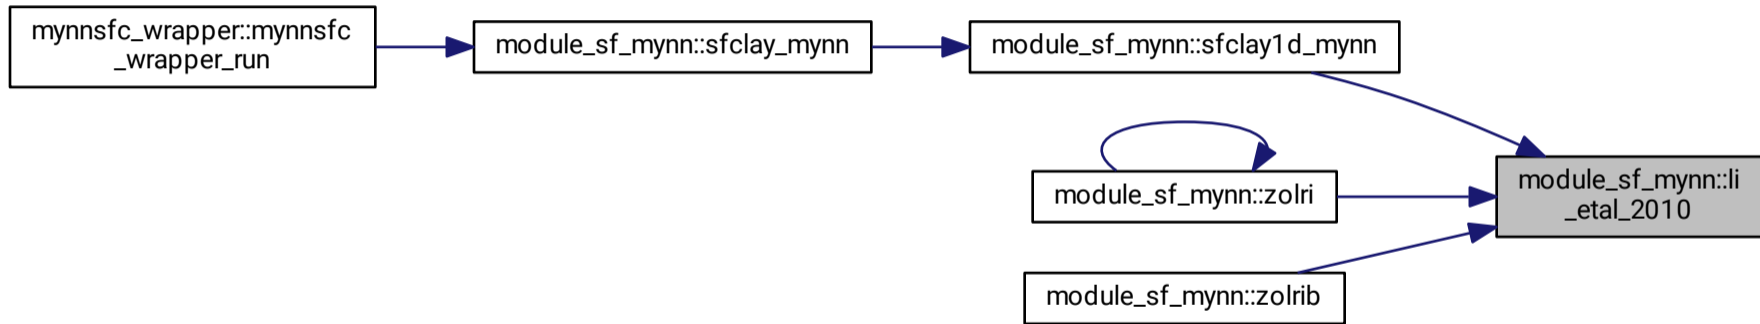 mynnsfc_wrapper::mynnsfc
_wrapper_run
module_sf_mynn::sfclay_mynn
module_sf_mynn::sfclay1d_mynn
module_sf_mynn::zolri
module_sf_mynn::li
_etal_2010
module_sf_mynn::zolrib